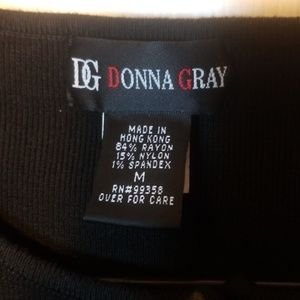 DG DONNA GRAY
MADE IN
HONG KONG
84% RAYON
15% NYLON
1% SPANDEX
M
RN#99358
OVER FOR CARE